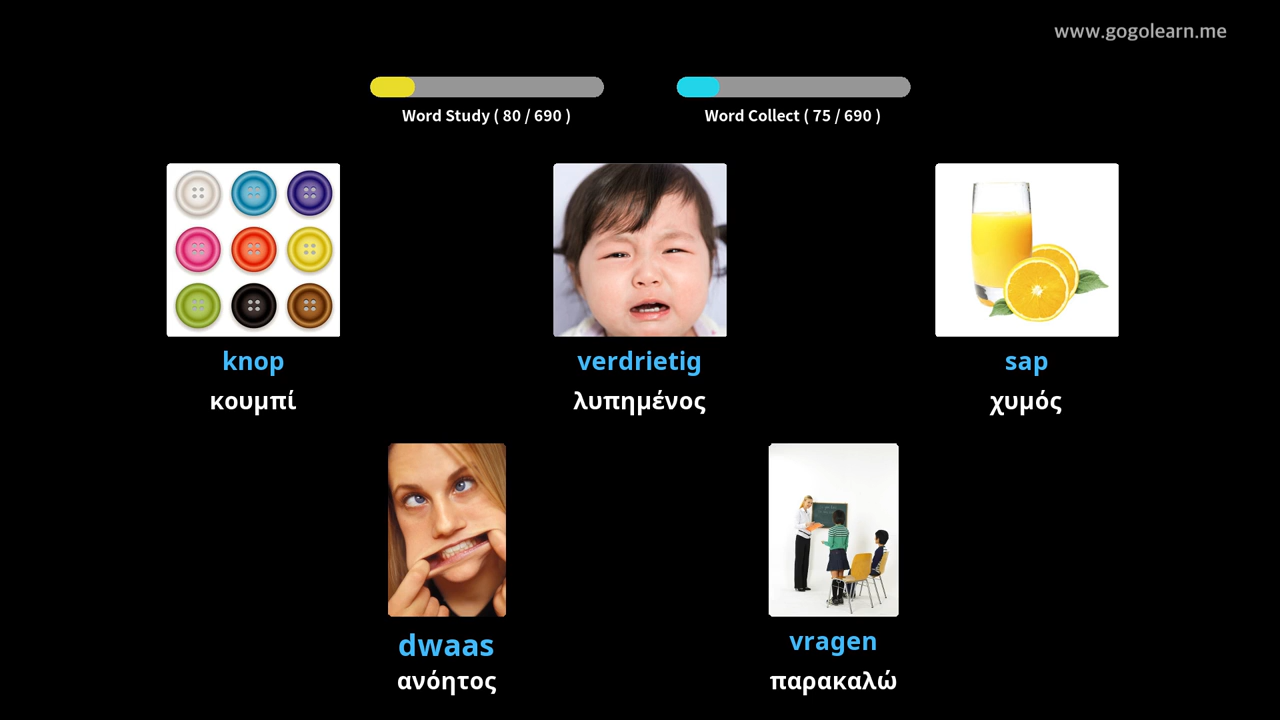 www.gogolearn.me
Word Study ( 80 / 690 )
Word Collect ( 75 / 690 )
knop
verdrietig
sap
κουμπί
λυπημένος
χυμός
dwaas
vragen
ανόητος
παρακαλώ